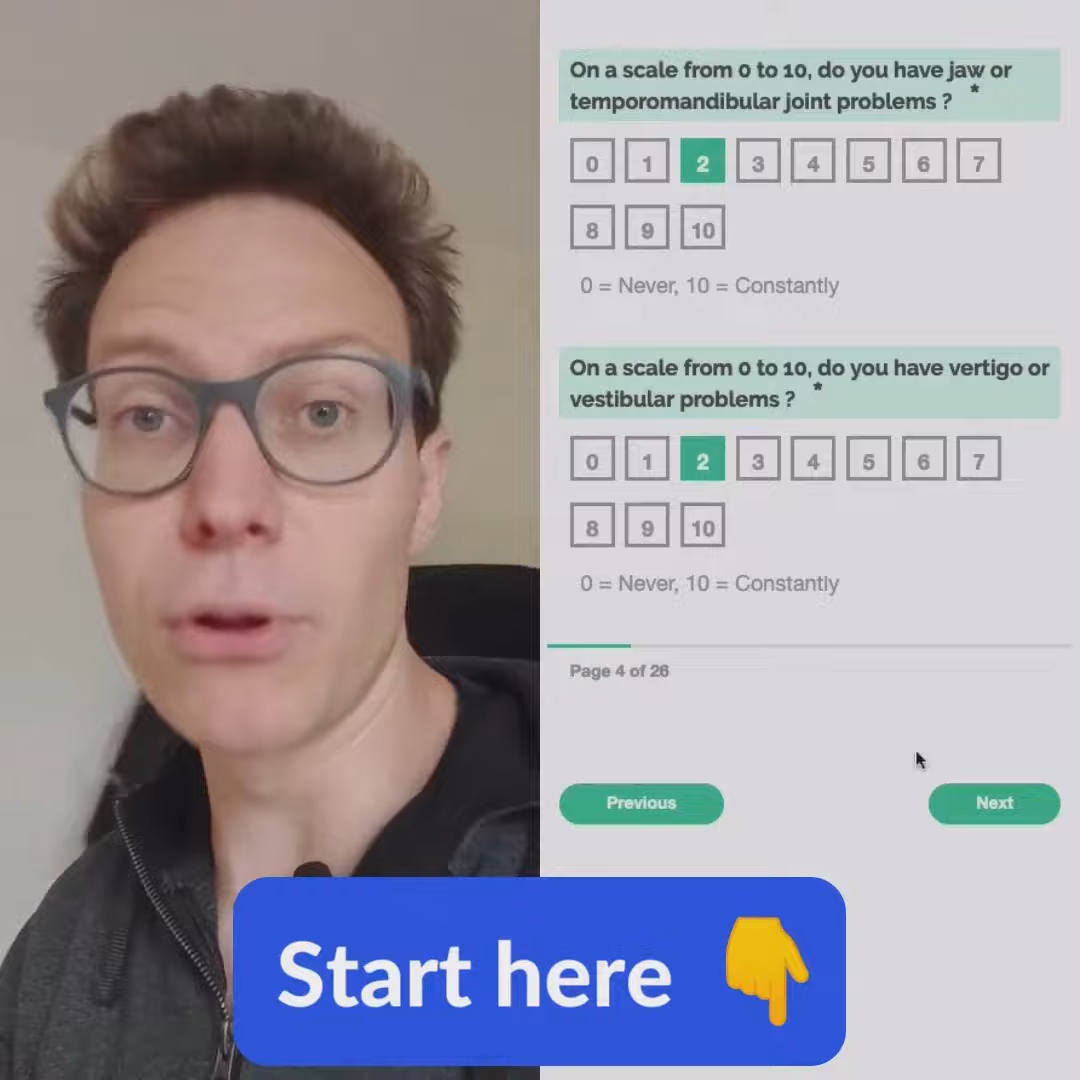 On a scale from 0 to 10, do you have jaw or
temporomandibular joint problems ? *
0 1 2 3 4 5 6 7
8 9 10
0 = Never, 10 = Constantly
On a scale from 0 to 10, do you have vertigo or
vestibular problems ? *
0 1 2 3 4 5 6 7
8 9 10
0 = Never, 10 = Constantly
Page 4 of 26
Previous
Next
Start here 👇